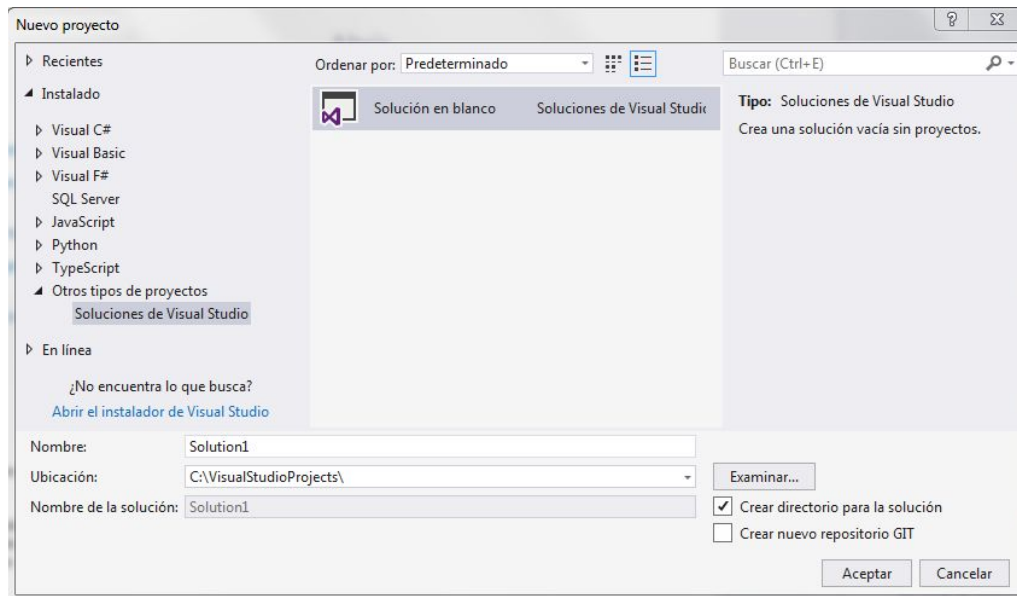 Nuevo proyecto
Recientes
Instalado
Visual C#
Visual Basic
Visual F#
SQL Server
JavaScript
Python
TypeScript
Otros tipos de proyectos
Soluciones de Visual Studio
En línea
¿No encuentra lo que busca?
Abrir el instalador de Visual Studio
Ordenar por: Predeterminado
Solución en blanco Soluciones de Visual Studic
Buscar (Ctrl+E)
Tipo: Soluciones de Visual Studio
Crea una solución vacía sin proyectos.
Nombre: Solution1
Ubicación: C:\VisualStudioProjects\ Examinar...
Nombre de la solución: Solution1
Crear directorio para la solución
Crear nuevo repositorio GIT
Aceptar Cancelar